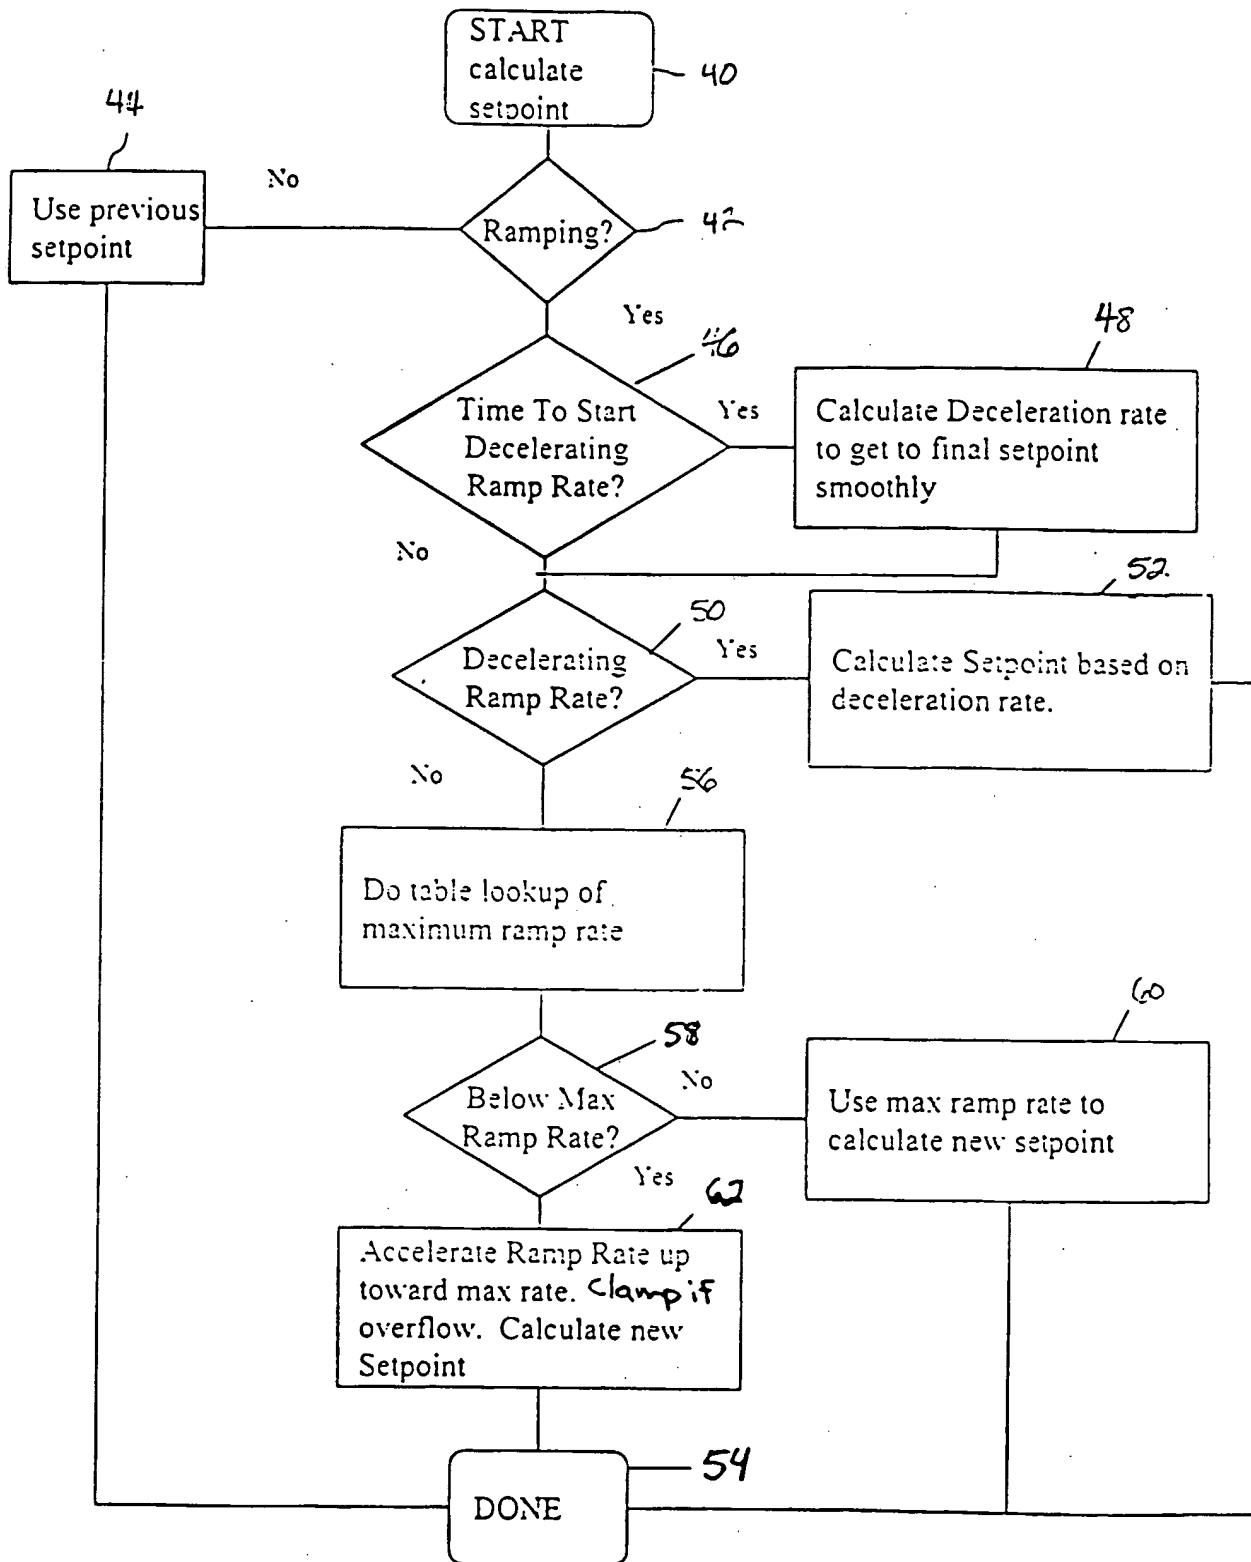 START
calculate
setpoint
40
44
No
Use previous
setpoint
Ramping?
42
Yes
46
48
Time To Start
Decelerating
Ramp Rate?
Yes
Calculate Deceleration rate
to get to final setpoint
smoothly
No
52
50
Decelerating
Ramp Rate?
Yes
Calculate Setpoint based on
deceleration rate.
No
56
Do table lookup of
maximum ramp rate
60
58
Below Max
Ramp Rate?
No
Use max ramp rate to
calculate new setpoint
Yes
62
Accelerate Ramp Rate up
toward max rate. Clamp if
overflow. Calculate new
Setpoint
54
DONE